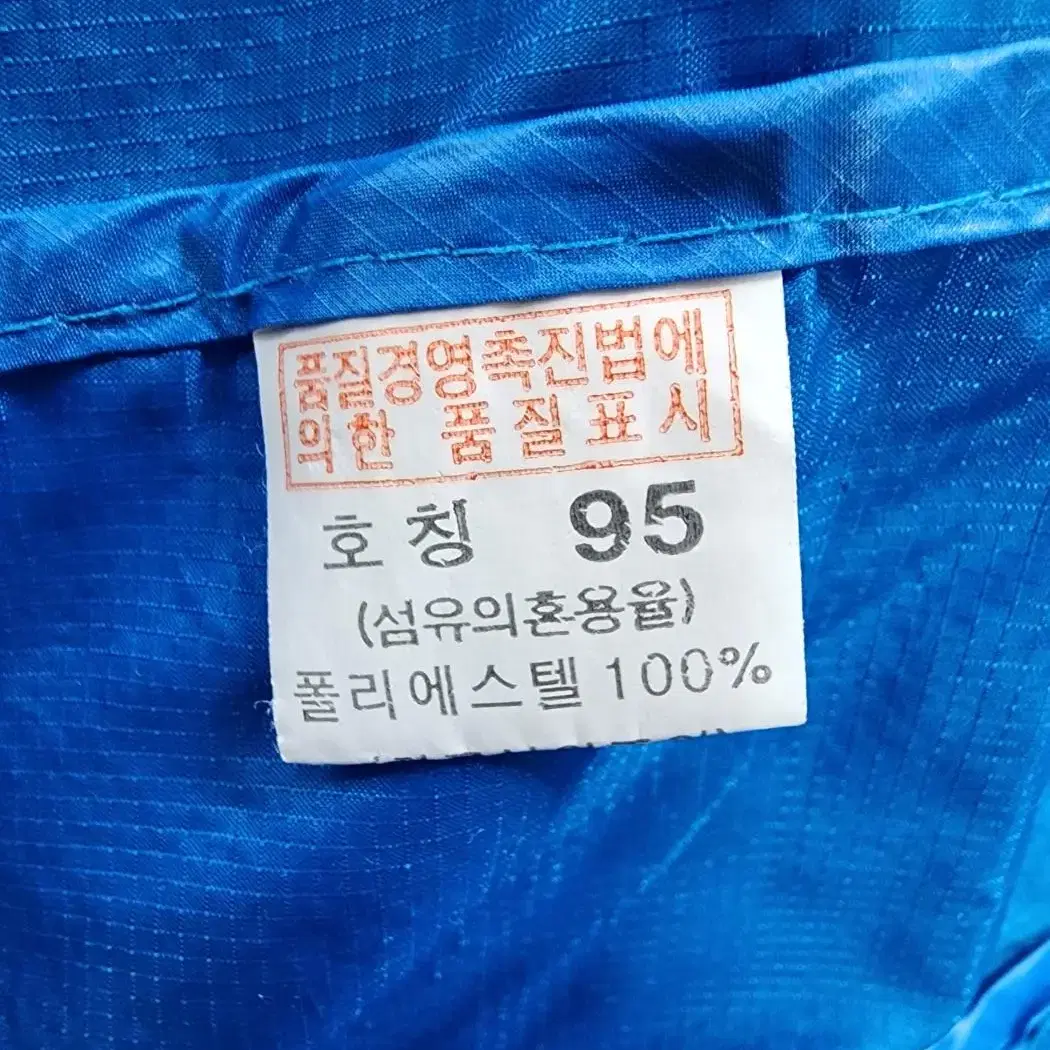 품질경영촉진법에
의한 품질표시
호칭 95
(섬유의혼용율)
폴리에스텔 100%